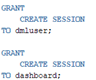 GRANT
CREATE SESSION
TO dmluser;
GRANT
CREATE SESSION
TO dashboard;